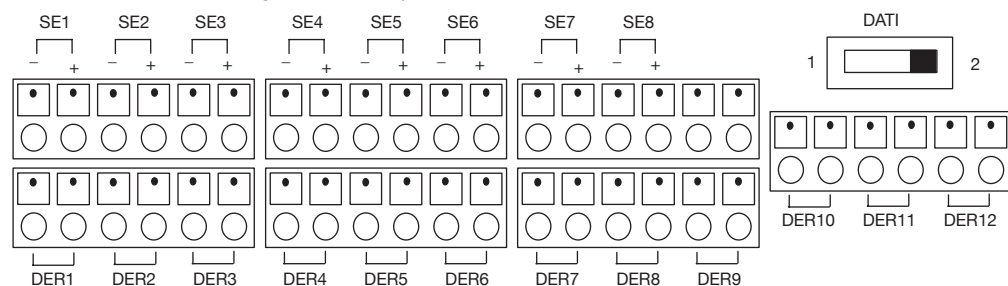 SE1 SE2 SE3 SE4 SE5 SE6 SE7 SE8 DATI
− + − + − + − + − + − + − + − +
1 2
DER10 DER11 DER12
DER1 DER2 DER3 DER4 DER5 DER6 DER7 DER8 DER9